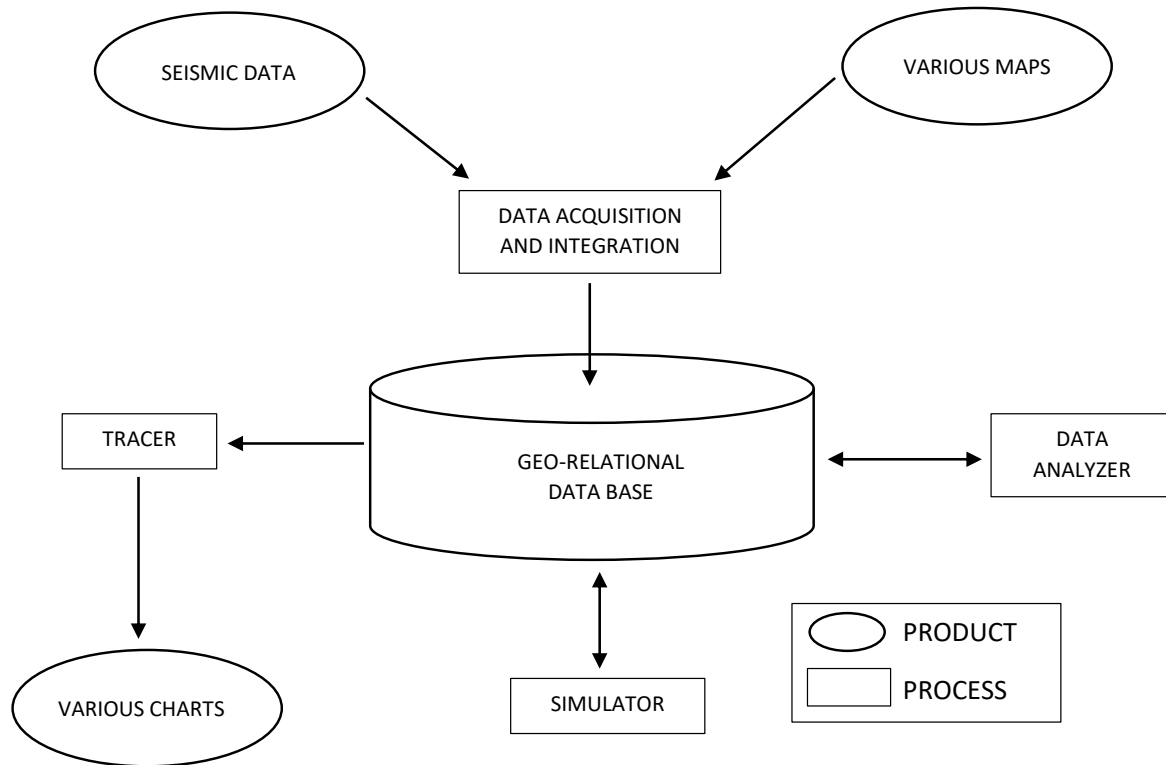 SEISMIC DATA
VARIOUS MAPS
DATA ACQUISITION
AND INTEGRATION
TRACER
GEO-RELATIONAL
DATA BASE
DATA
ANALYZER
PRODUCT
PROCESS
SIMULATOR
VARIOUS CHARTS